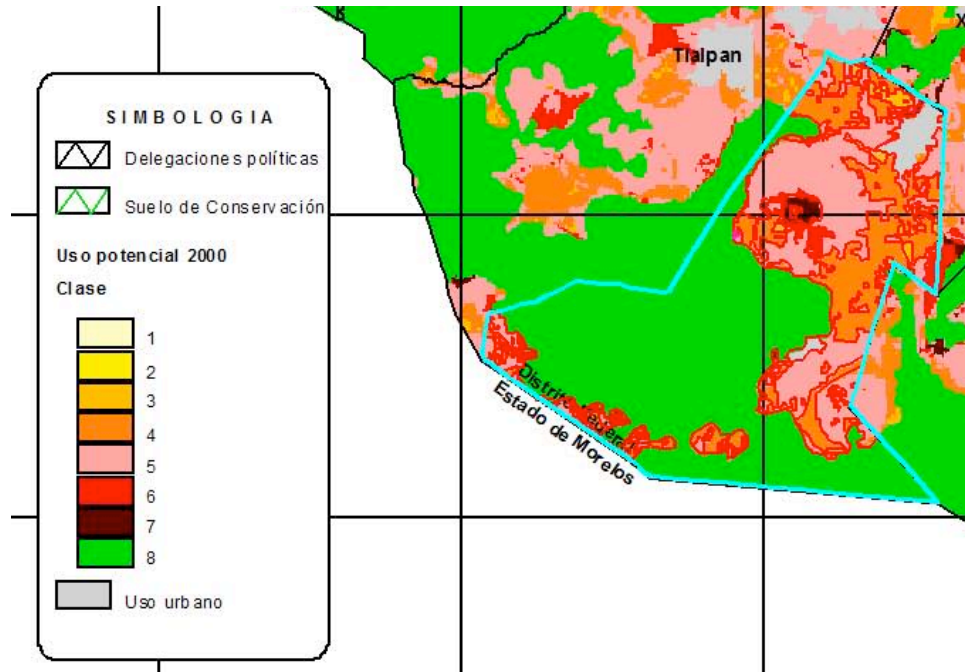 SIMBOLOGIA
Delegaciones políticas
Suelo de Conservación
Uso potencial 2000
Clase
1
2
3
4
5
6
7
8
Uso urbano
Tlalpan
X
Estado de Morelos